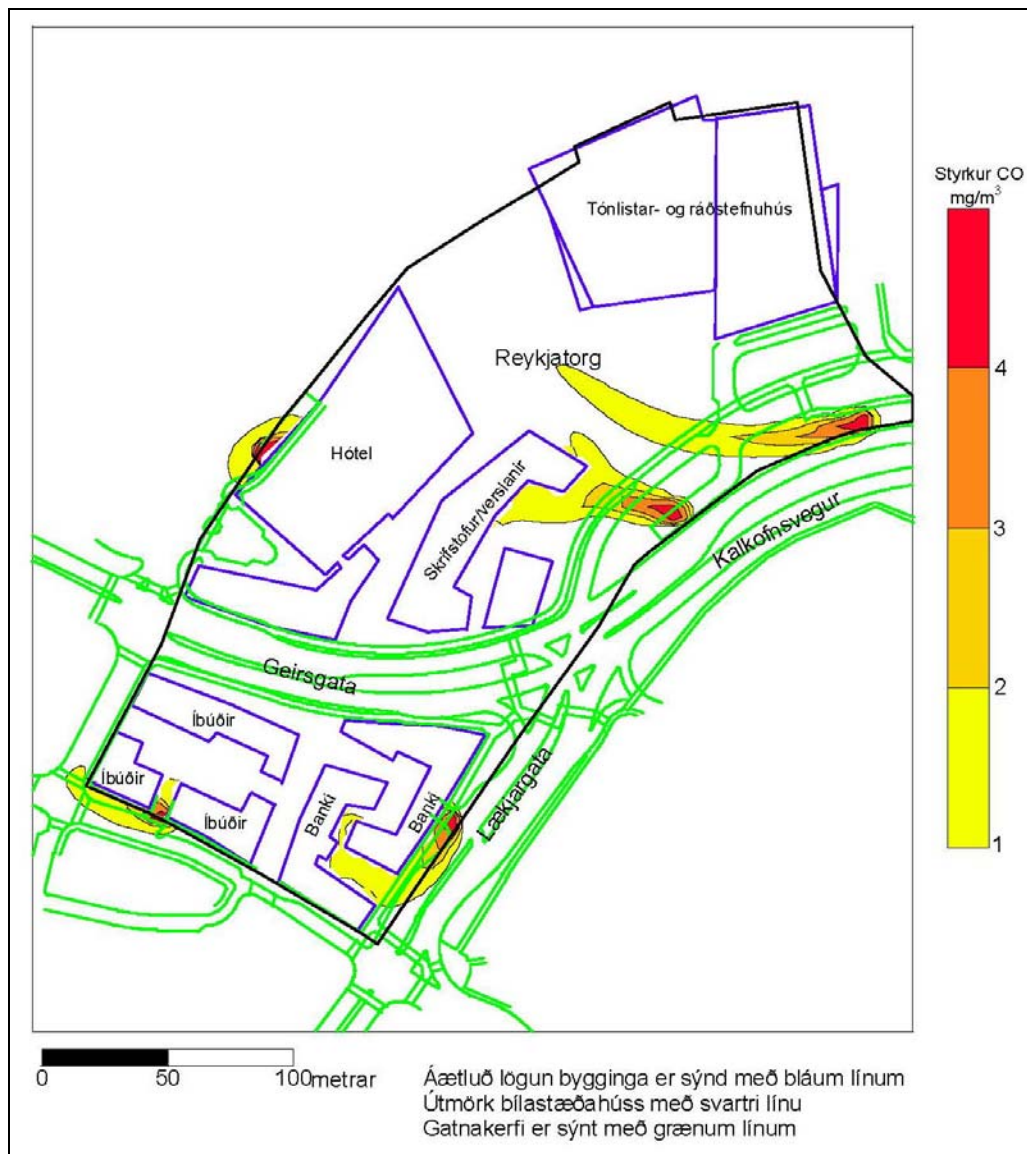 Styrkur CO
mg/m³
Tónlistar- og ráðstefnuhús
4
Reykjatorg
Hótel
Skrifstofur/verslanir
Kalkofnsvegur
3
Geirsgata
2
Íbúðir
Íbúðir
Íbúðir
Banki
Banki
Lækjargata
1
0
50
100metrar
Áætluð lögun bygginga er sýnd með bláum línum
Útmörk bílastæðahúss með svartri línu
Gatnakerfi er sýnt með grænum línum